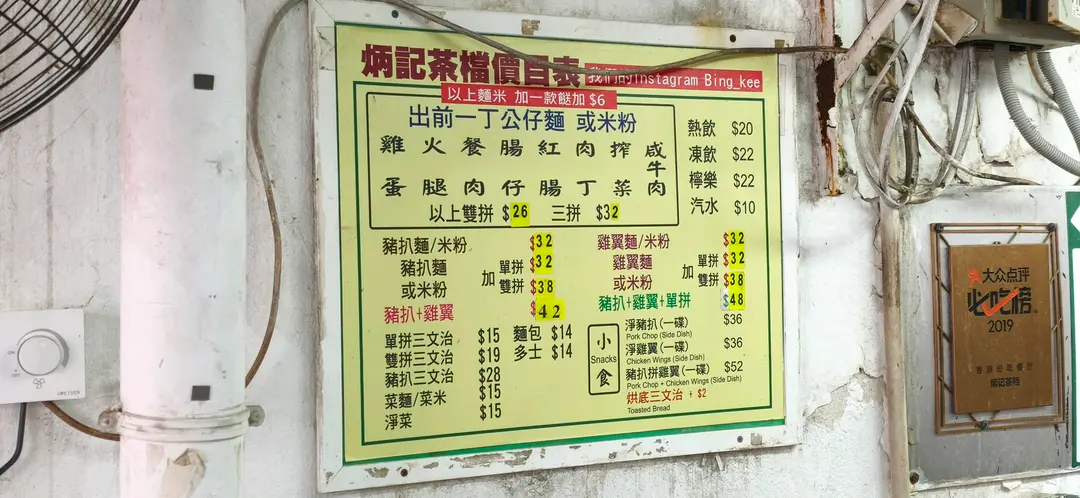 炳記茶檔價目表
我們的Instagram Bing_kee
以上麵米 加一款餸加 $6
出前一丁公仔麵 或米粉
雞 火 餐 腸 紅 肉 搾 咸牛
蛋 腿 肉 仔 腸 丁 菜 肉
以上雙拼 $26 三拼 $32
熱飲 $20
凍飲 $22
檸樂 $22
汽水 $10
豬扒麵/米粉 $32
豬扒麵 或米粉 加 單拼 $32
雙拼 $38
豬扒+雞翼 $42
雞翼麵/米粉 $32
雞翼麵 或米粉 加 單拼 $32
雙拼 $38
豬扒+雞翼+單拼 $48
單拼三文治 $15
雙拼三文治 $19
豬扒三文治 $28
菜麵/菜米 $15
淨菜 $15
麵包 $14
多士 $14
小
Snacks
食
淨豬扒(一碟) $36
Pork Chop (Side Dish)
淨雞翼(一碟) $36
Chicken Wings (Side Dish)
豬扒拼雞翼(一碟) $52
Pork Chop + Chicken Wings (Side Dish)
烘底三文治 + $2
Toasted Bread
大众点评
必吃榜
2019
香港必吃餐厅
炳记茶档